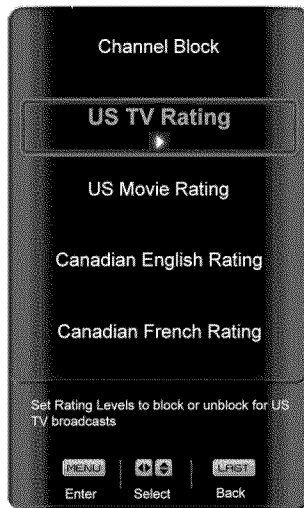 Channel Block
US TV Rating
US Movie Rating
Canadian English Rating
Canadian French Rating
Set Rating Levels to block or unblock for US
TV broadcasts
MENU LAST
Enter Select Back